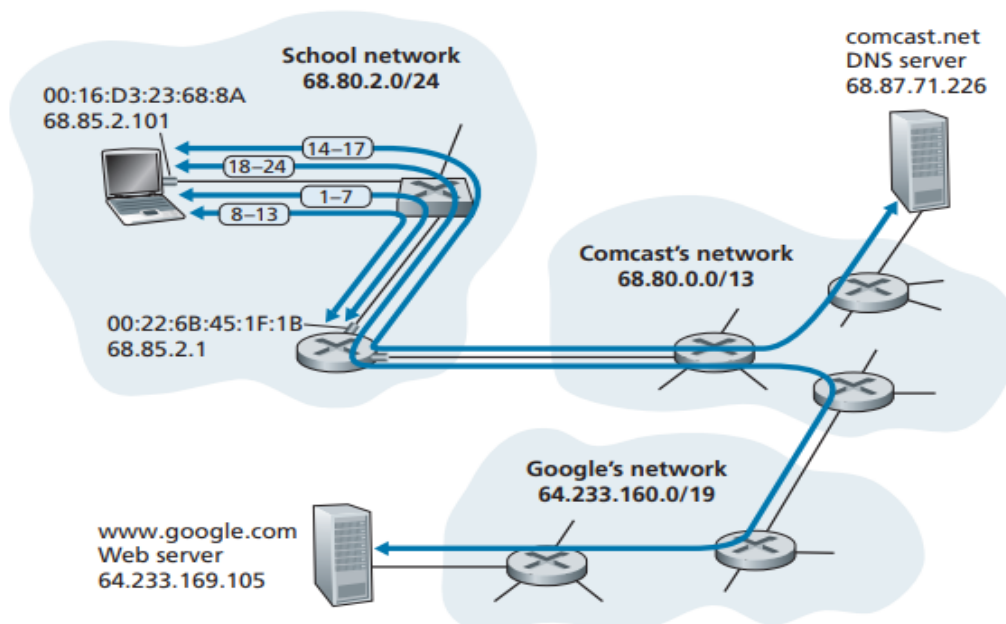 School network
68.80.2.0/24
comcast.net
DNS server
68.87.71.226
00:16:D3:23:68:8A
68.85.2.101
14–17
18–24
1–7
8–13
Comcast's network
68.80.0.0/13
00:22:6B:45:1F:1B
68.85.2.1
Google's network
64.233.160.0/19
www.google.com
Web server
64.233.169.105